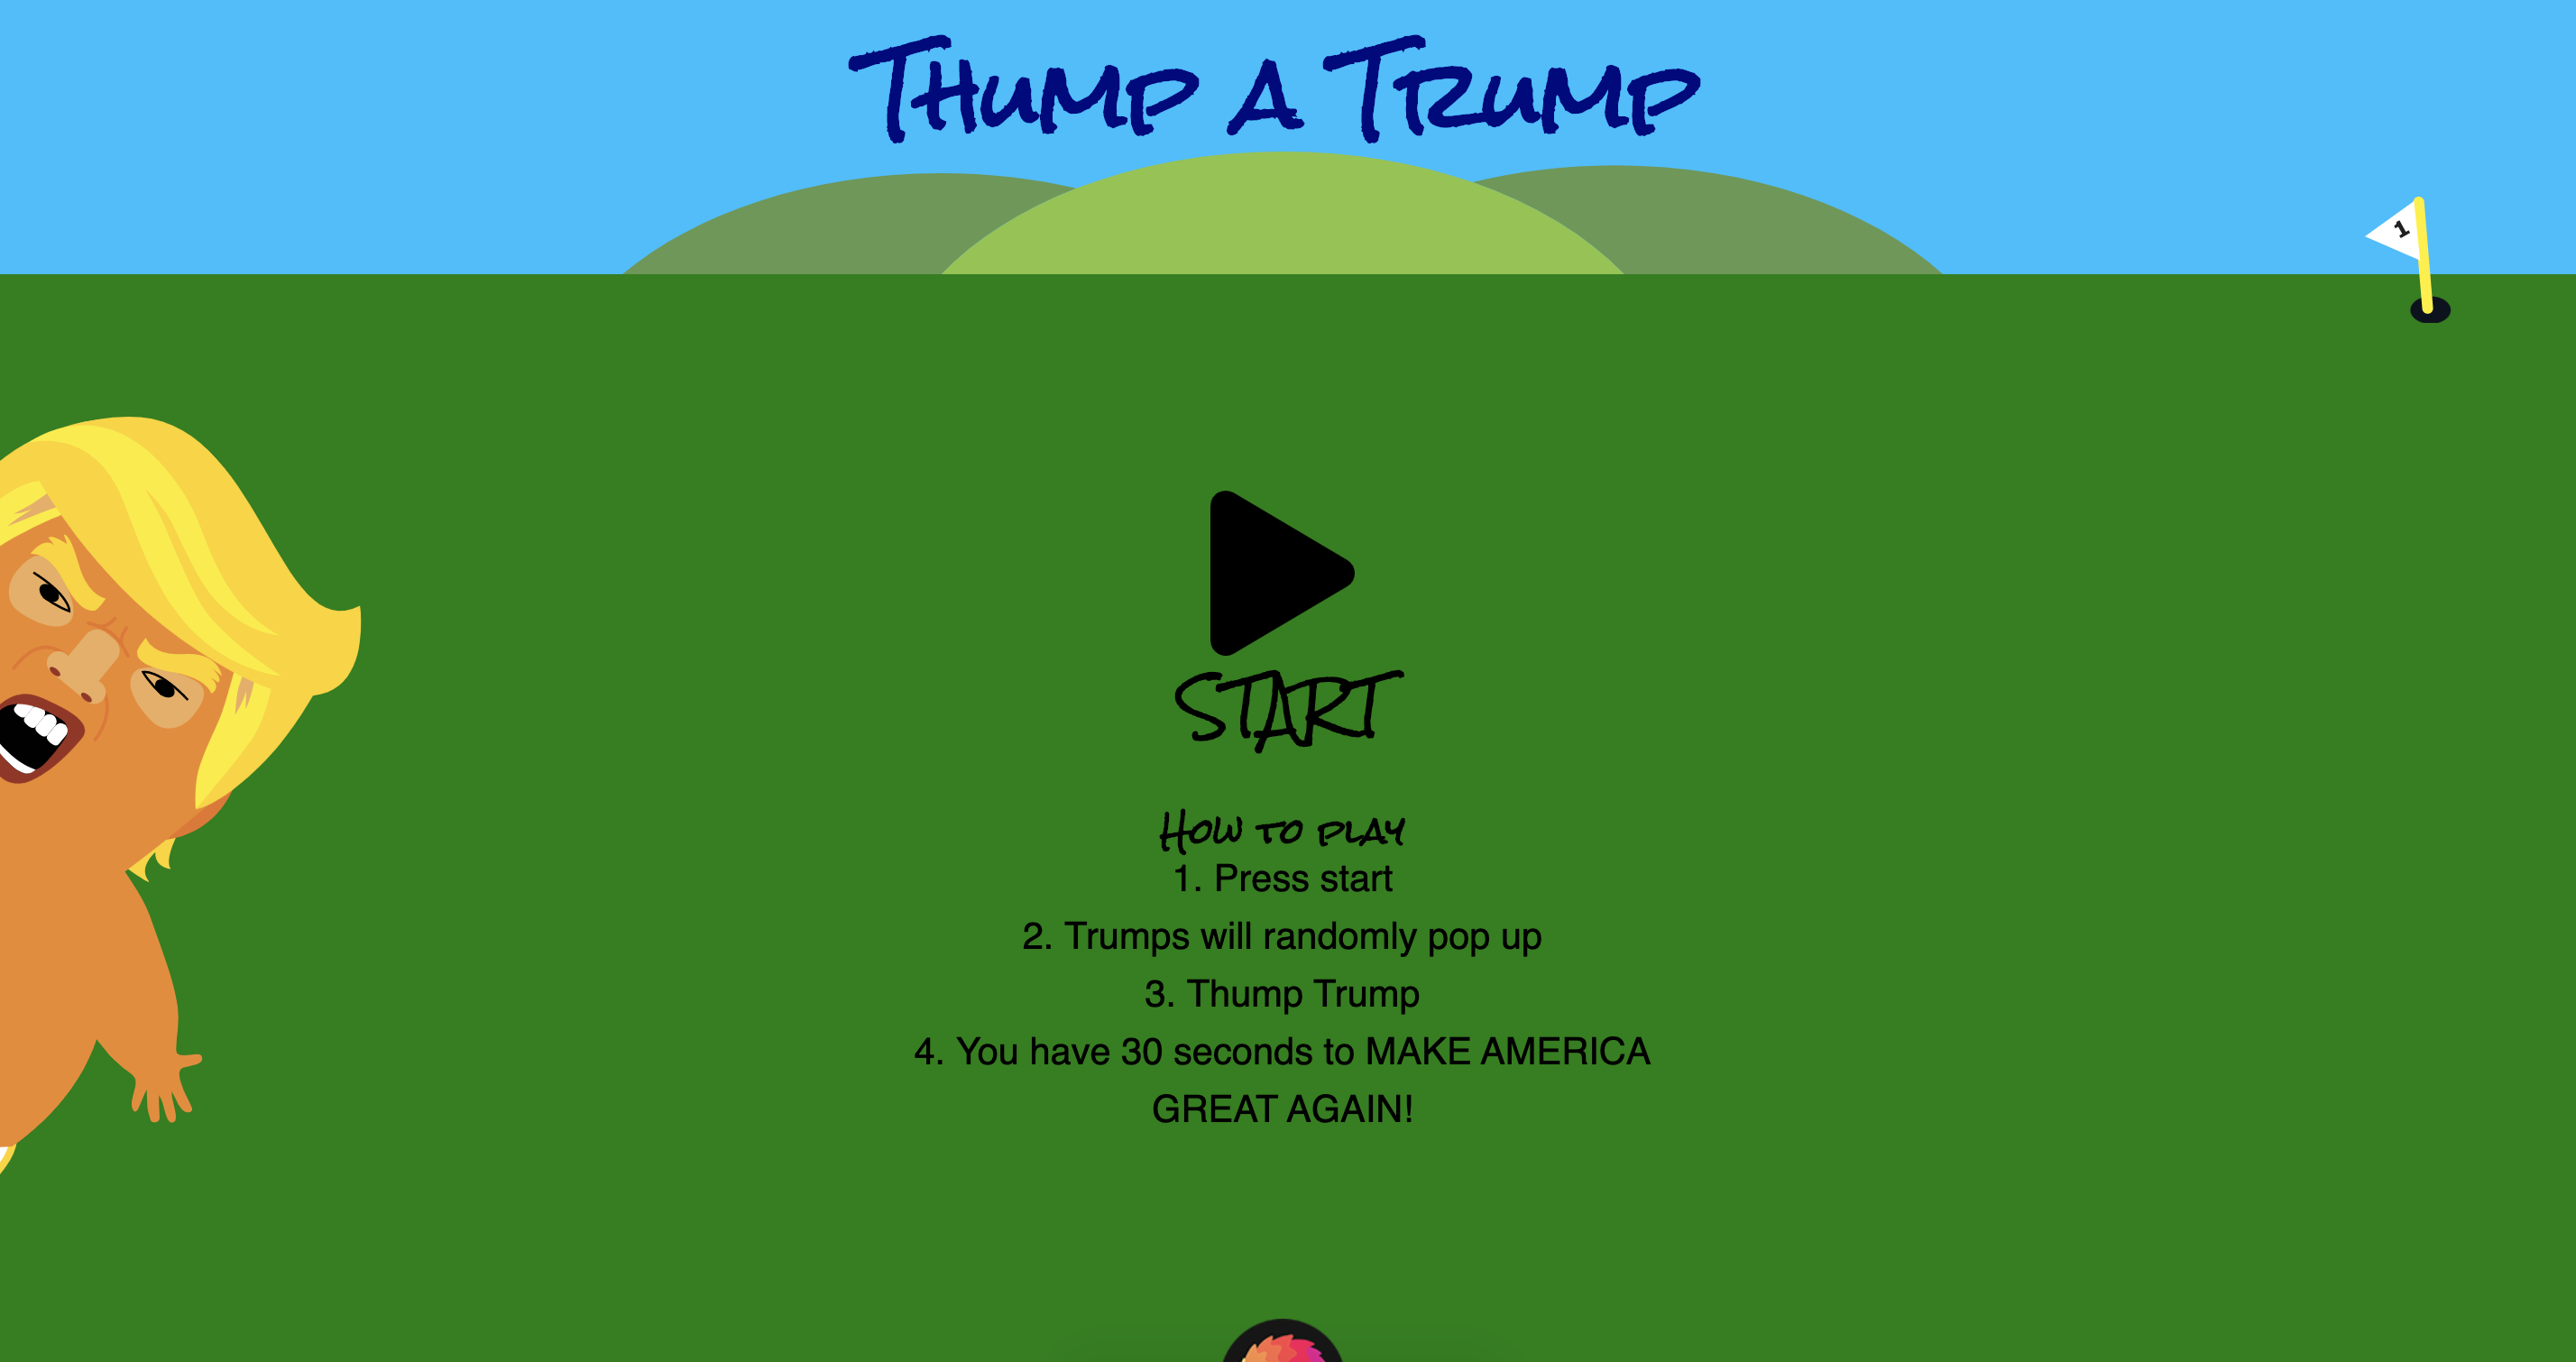 Thump a Trump
1
START
How to play
1. Press start
2. Trumps will randomly pop up
3. Thump Trump
4. You have 30 seconds to MAKE AMERICA
GREAT AGAIN!